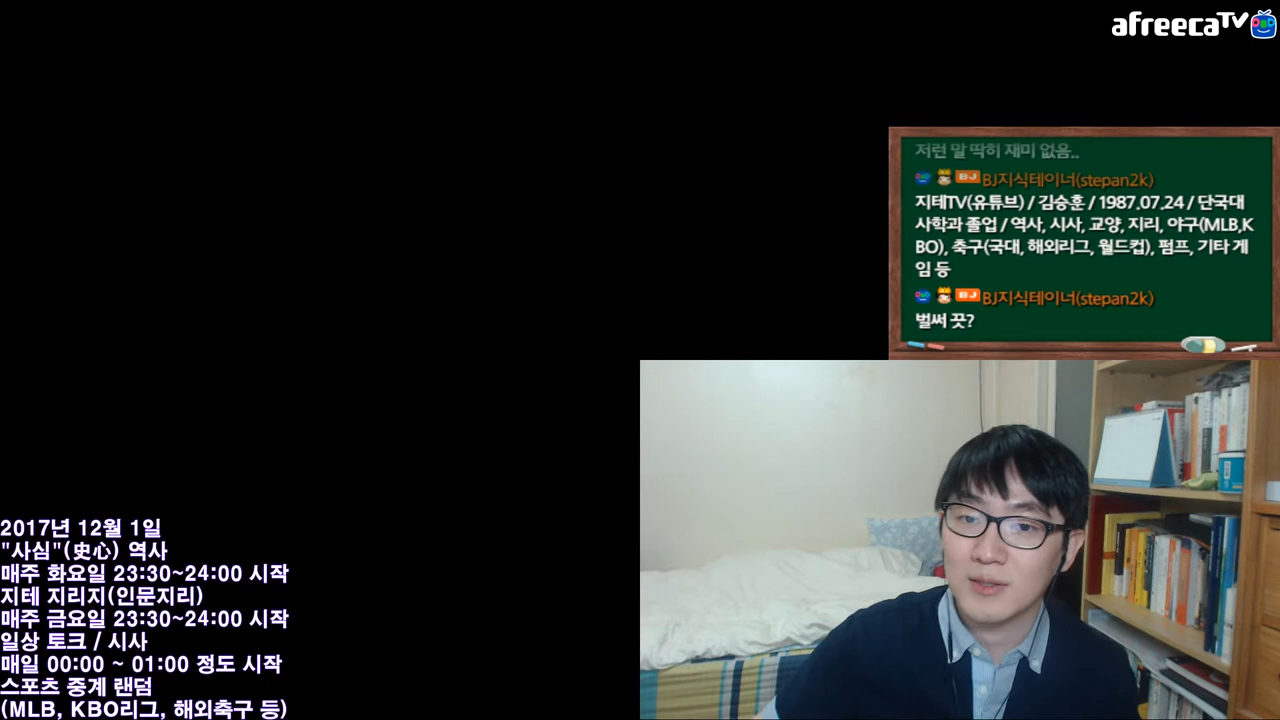 afreecaTV
저런 말 딱히 재미 없음..
BJ BJ지식테이너(stepan2k)
지테TV(유튜브) / 김승훈 / 1987.07.24 / 단국대
사학과 졸업 / 역사, 시사, 교양, 지리, 야구(MLB,K
BO), 축구(국대, 해외리그, 월드컵), 펌프, 기타 게
임 등
BJ BJ지식테이너(stepan2k)
벌써 끗?
2017년 12월 1일
"사심"(史心) 역사
매주 화요일 23:30~24:00 시작
지테 지리지(인문지리)
매주 금요일 23:30~24:00 시작
일상 토크 / 시사
매일 00:00 ~ 01:00 정도 시작
스포츠 중계 랜덤
(MLB, KBO리그, 해외축구 등)